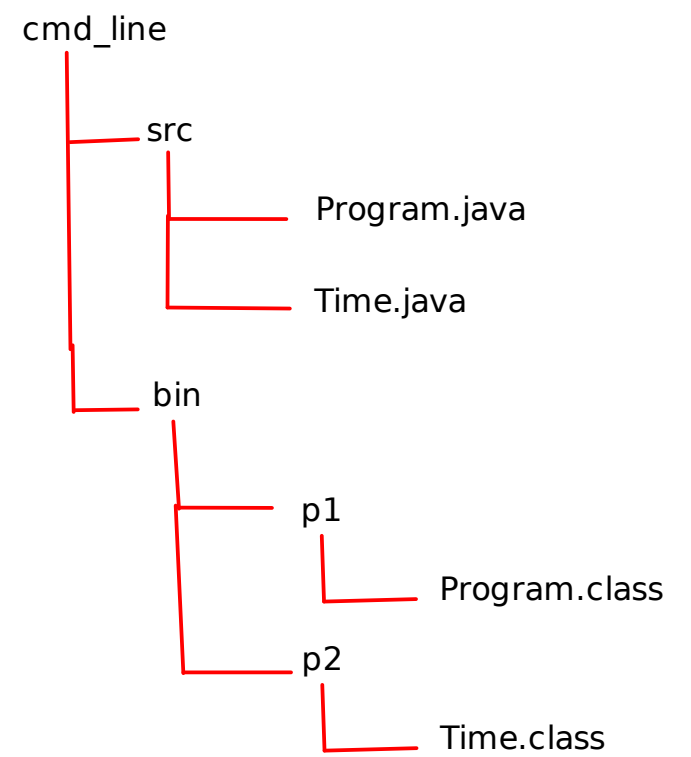 cmd_line
src
Program.java
Time.java
bin
p1
Program.class
p2
Time.class